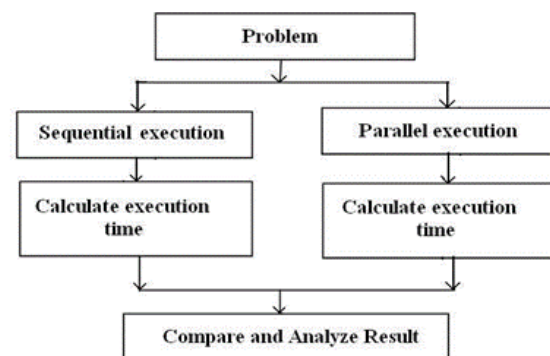 Problem
Sequential execution
Parallel execution
Calculate execution
time
Calculate execution
time
Compare and Analyze Result